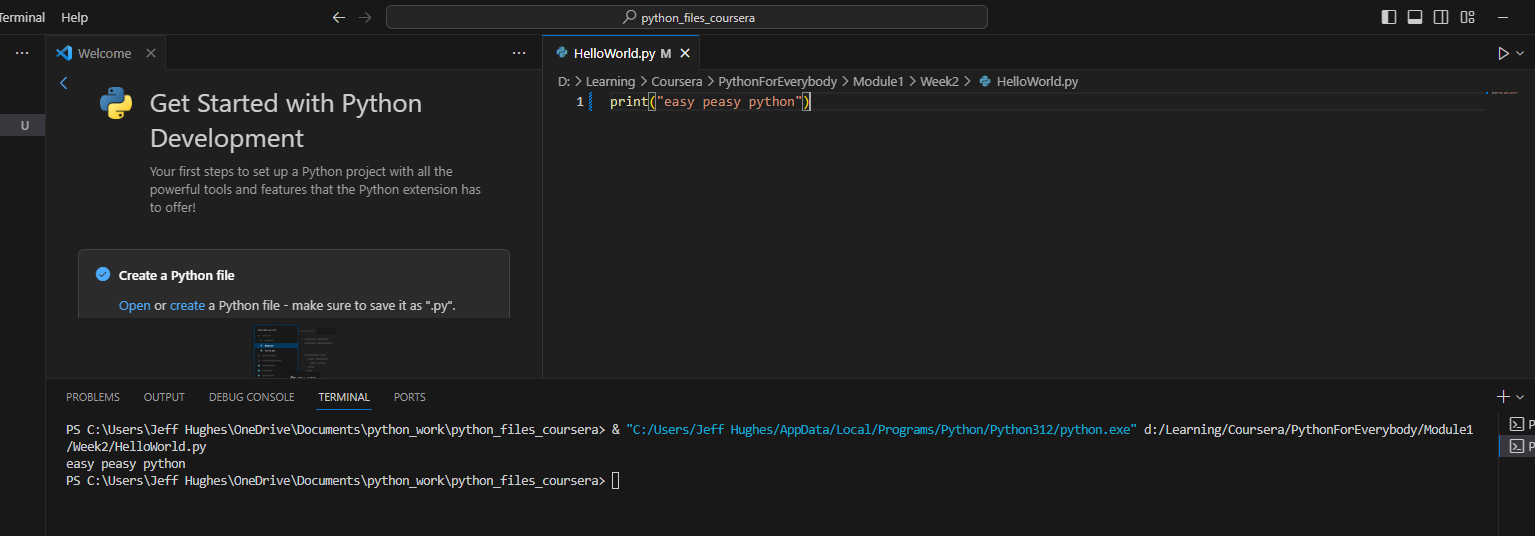 Terminal Help
python_files_coursera
Welcome
HelloWorld.py M
D: > Learning > Coursera > PythonForEverybody > Module1 > Week2 > HelloWorld.py
1 print("easy peasy python")
U
Get Started with Python
Development
Your first steps to set up a Python project with all the
powerful tools and features that the Python extension has
to offer!
Create a Python file
Open or create a Python file - make sure to save it as ".py".
PROBLEMS OUTPUT DEBUG CONSOLE TERMINAL PORTS
PS C:\Users\Jeff Hughes\OneDrive\Documents\python_work\python_files_coursera> & "C:/Users/Jeff Hughes/AppData/Local/Programs/Python/Python312/python.exe" d:/Learning/Coursera/PythonForEverybody/Module1
/Week2/HelloWorld.py
easy peasy python
PS C:\Users\Jeff Hughes\OneDrive\Documents\python_work\python_files_coursera>